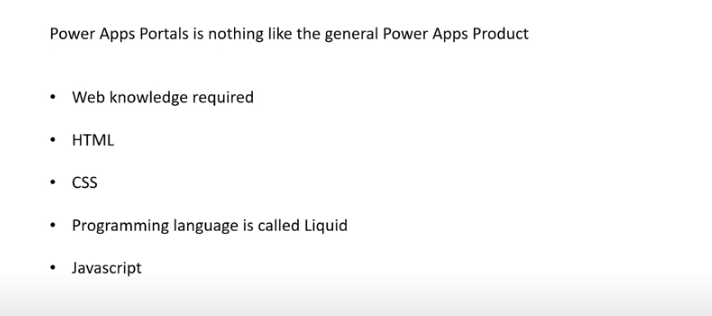 Power Apps Portals is nothing like the general Power Apps Product
• Web knowledge required
• HTML
• CSS
• Programming language is called Liquid
• Javascript